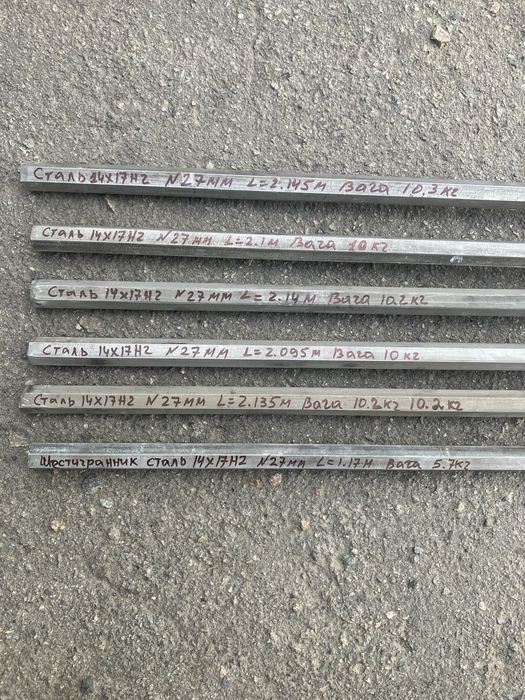 Сталь 14Х17Н2 N27мм L=2.145м Вага 10.3кг
Сталь 14Х17Н2 N27мм L=2.1м Вага 10кг
Сталь 14Х17Н2 N27мм L=2.14м Вага 10.2кг
Сталь 14Х17Н2 N27мм L=2.095м Вага 10кг
Сталь 14Х17Н2 N27мм L=2.135м Вага 10.2кг 10.2кг
Шестигранник сталь 14Х17Н2 N27мм L=1.17м Вага 5.7кг